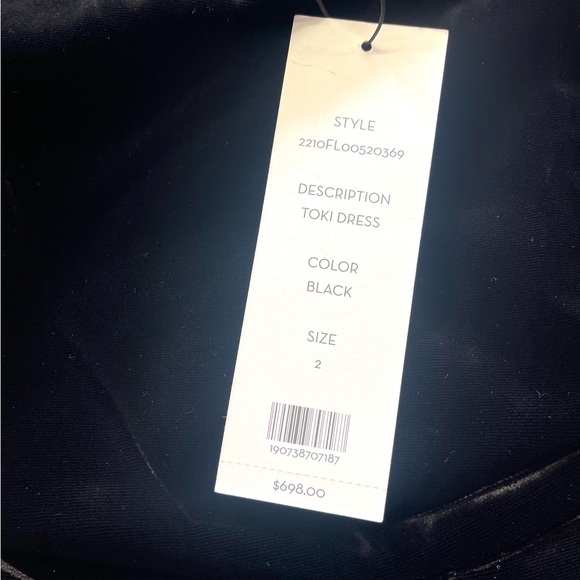 STYLE
2210FL00520369
DESCRIPTION
TOKI DRESS
COLOR
BLACK
SIZE
2
190738707187
$698.00